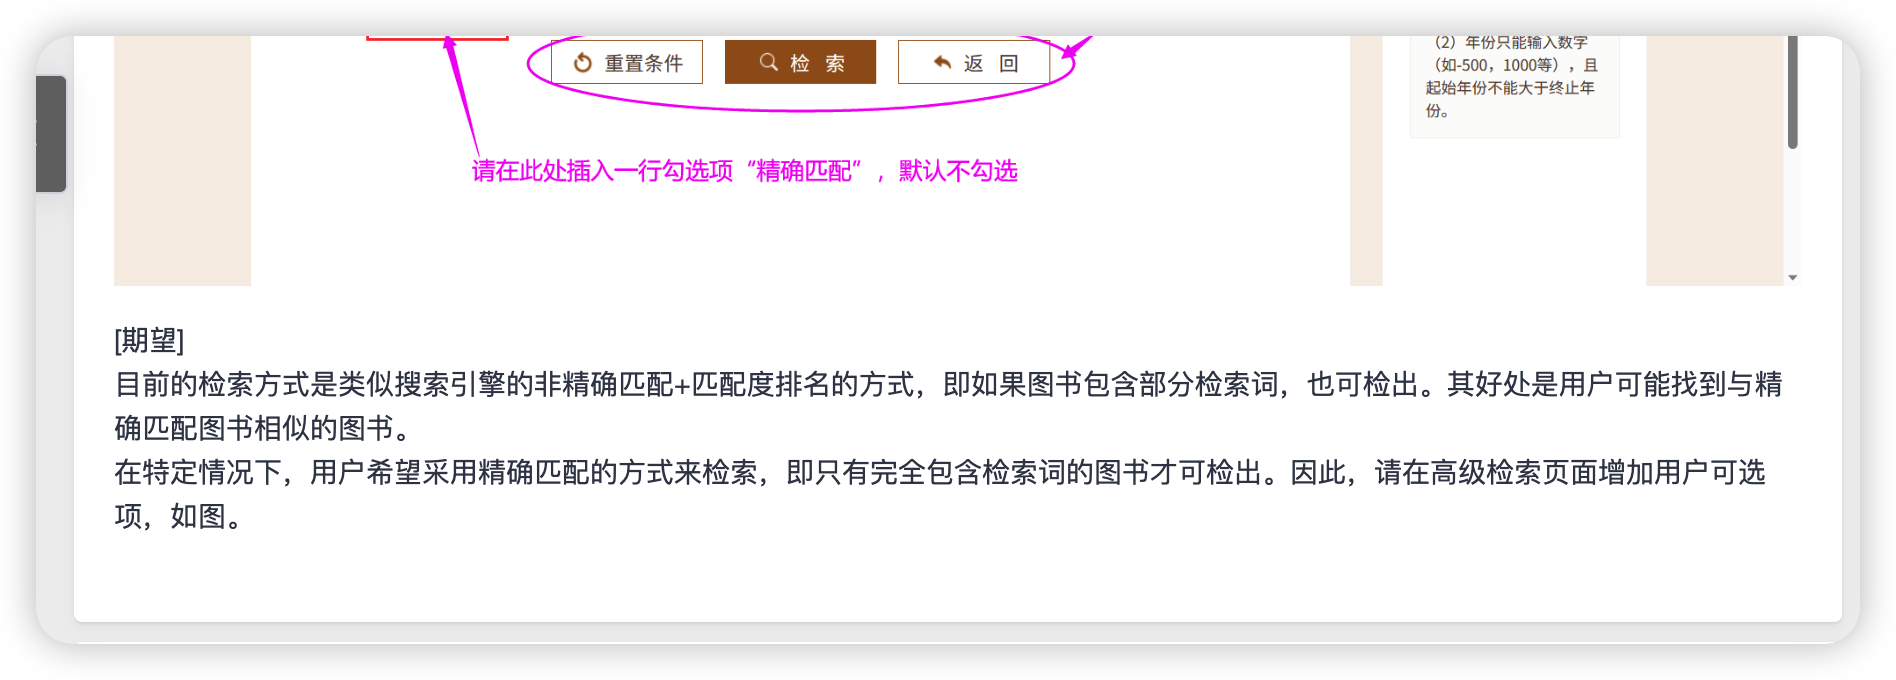 （2）年份只能输入数字
（如-500，1000等），且
起始年份不能大于终止年
份。
重置条件
检 索
返 回
请在此处插入一行勾选项“精确匹配”，默认不勾选
[期望]
目前的检索方式是类似搜索引擎的非精确匹配+匹配度排名的方式，即如果图书包含部分检索词，也可检出。其好处是用户可能找到与精
确匹配图书相似的图书。
在特定情况下，用户希望采用精确匹配的方式来检索，即只有完全包含检索词的图书才可检出。因此，请在高级检索页面增加用户可选
项，如图。